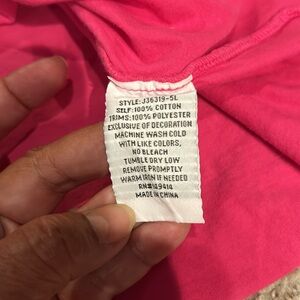 STYLE: J36319-5L
SELF: 100% COTTON
TRIMS: 100% POLYESTER
EXCLUSIVE OF DECORATION
MACHINE WASH COLD
WITH LIKE COLORS,
NO BLEACH
TUMBLE DRY LOW
REMOVE PROMPTLY
WARM IRON IF NEEDED
RN#149414
MADE IN CHINA